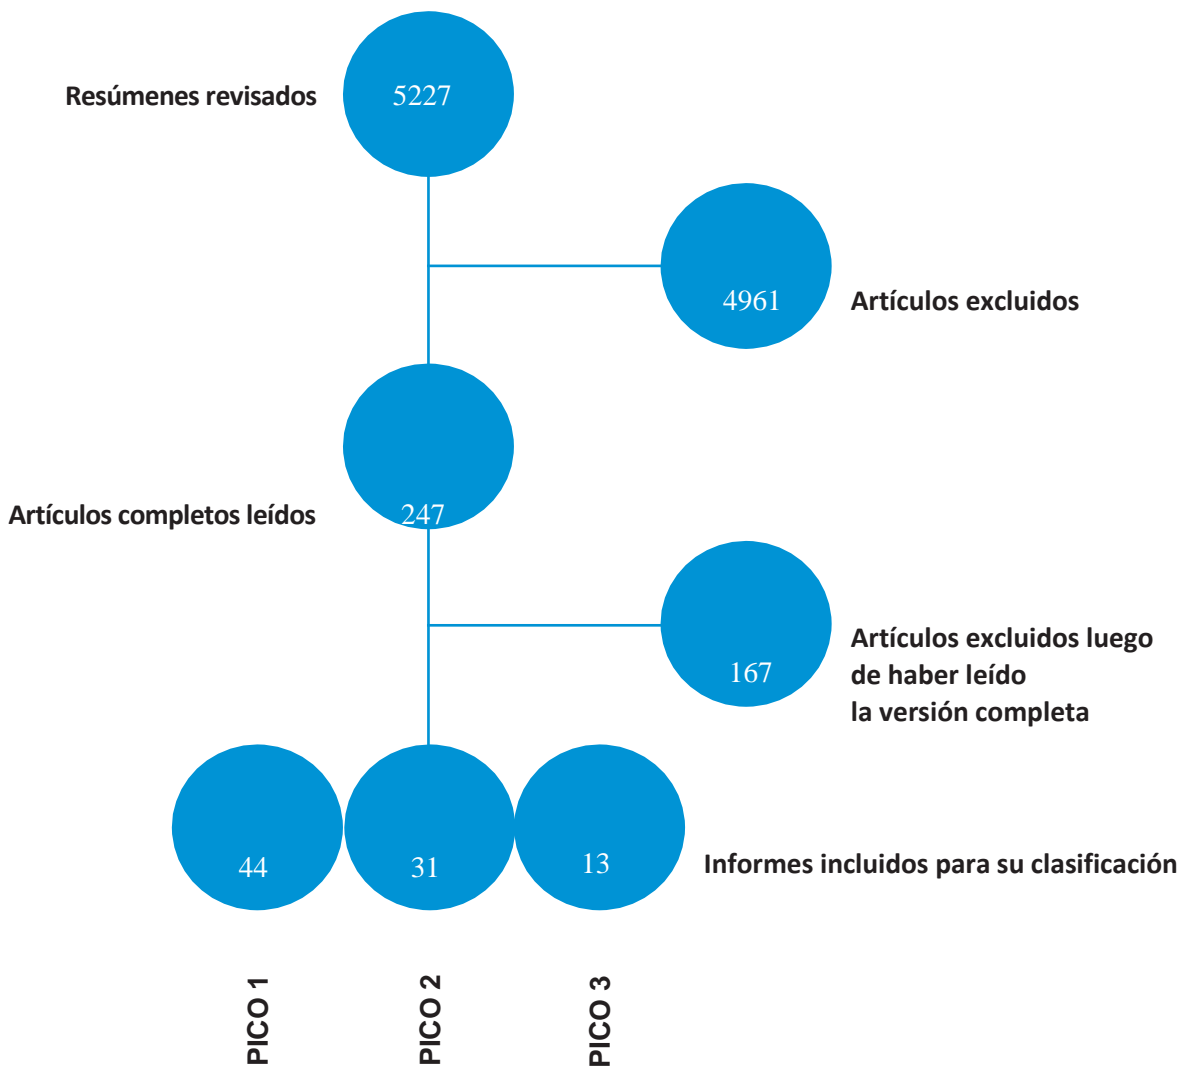 Resúmenes revisados
5227
4961
Artículos excluidos
Artículos completos leídos
247
167
Artículos excluidos luego
de haber leído
la versión completa
44
31
13
Informes incluidos para su clasificación
PICO 1
PICO 2
PICO 3